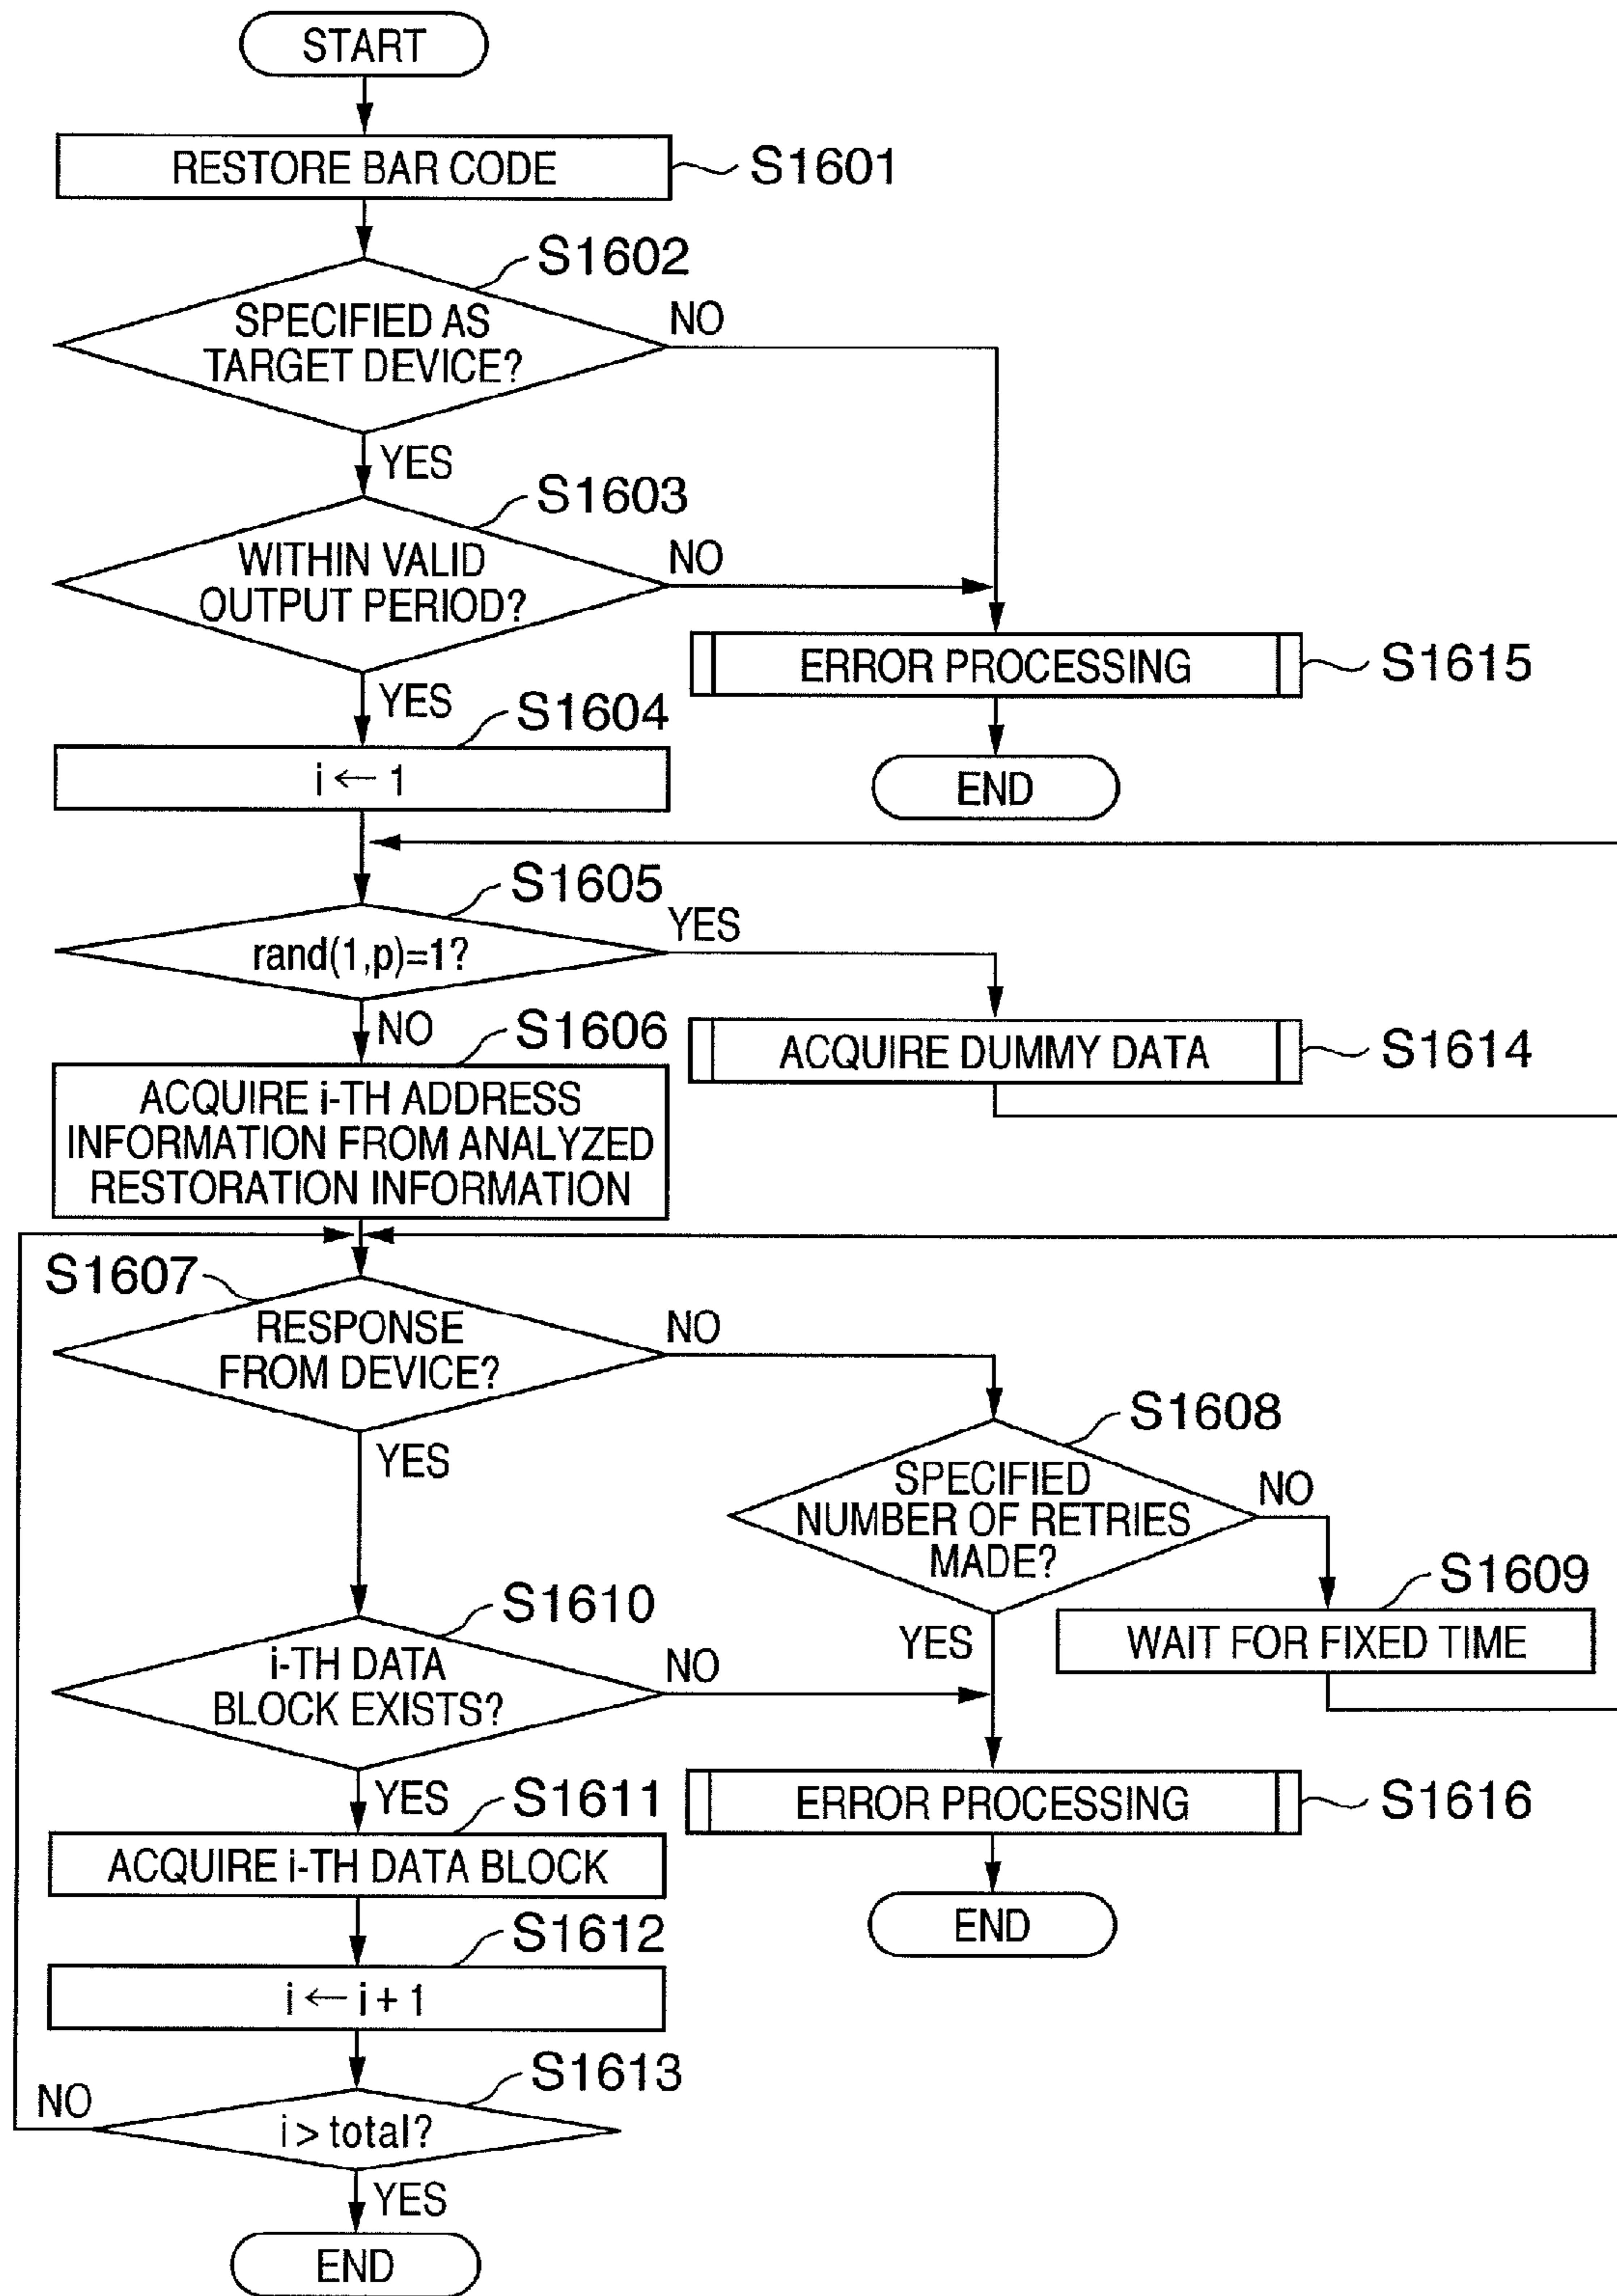 START
RESTORE BAR CODE
S1601
S1602
SPECIFIED AS
TARGET DEVICE?
NO
YES
S1603
WITHIN VALID
OUTPUT PERIOD?
NO
YES
ERROR PROCESSING
S1615
END
S1604
i ← 1
S1605
rand(1,p)=1?
YES
NO
ACQUIRE DUMMY DATA
S1614
S1606
ACQUIRE i-TH ADDRESS
INFORMATION FROM ANALYZED
RESTORATION INFORMATION
S1607
RESPONSE
FROM DEVICE?
NO
YES
S1608
SPECIFIED
NUMBER OF RETRIES
MADE?
NO
YES
S1609
WAIT FOR FIXED TIME
S1610
i-TH DATA
BLOCK EXISTS?
NO
YES
ERROR PROCESSING
S1616
END
S1611
ACQUIRE i-TH DATA BLOCK
S1612
i ← i + 1
S1613
i > total?
NO
YES
END